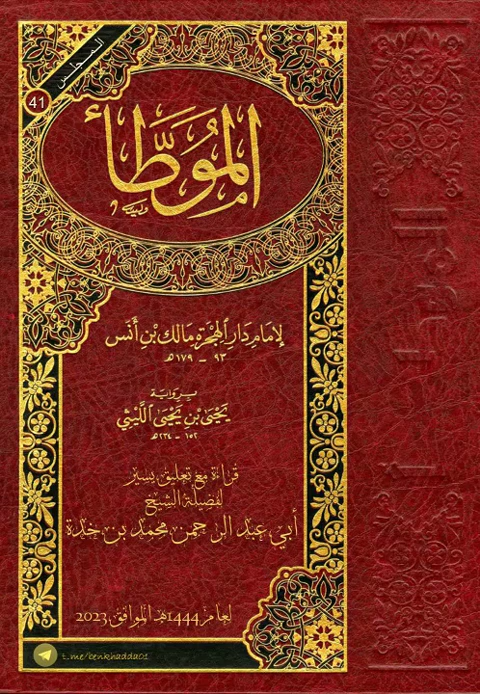 المجلس
41
الموطأ
لإمام دار الهجرة مالك بن أنس
٩٣ - ١٧٩هـ
برواية
يحيى بن يحيى الليثي
١٥٢ - ٢٣٤هـ
قراءة مع تعليق يسير
لفضيلة الشيخ
أبي عبد الرحمن محمد بن خدة
لعام 1444هـ الموافق 2023
t.me/benkhadda01